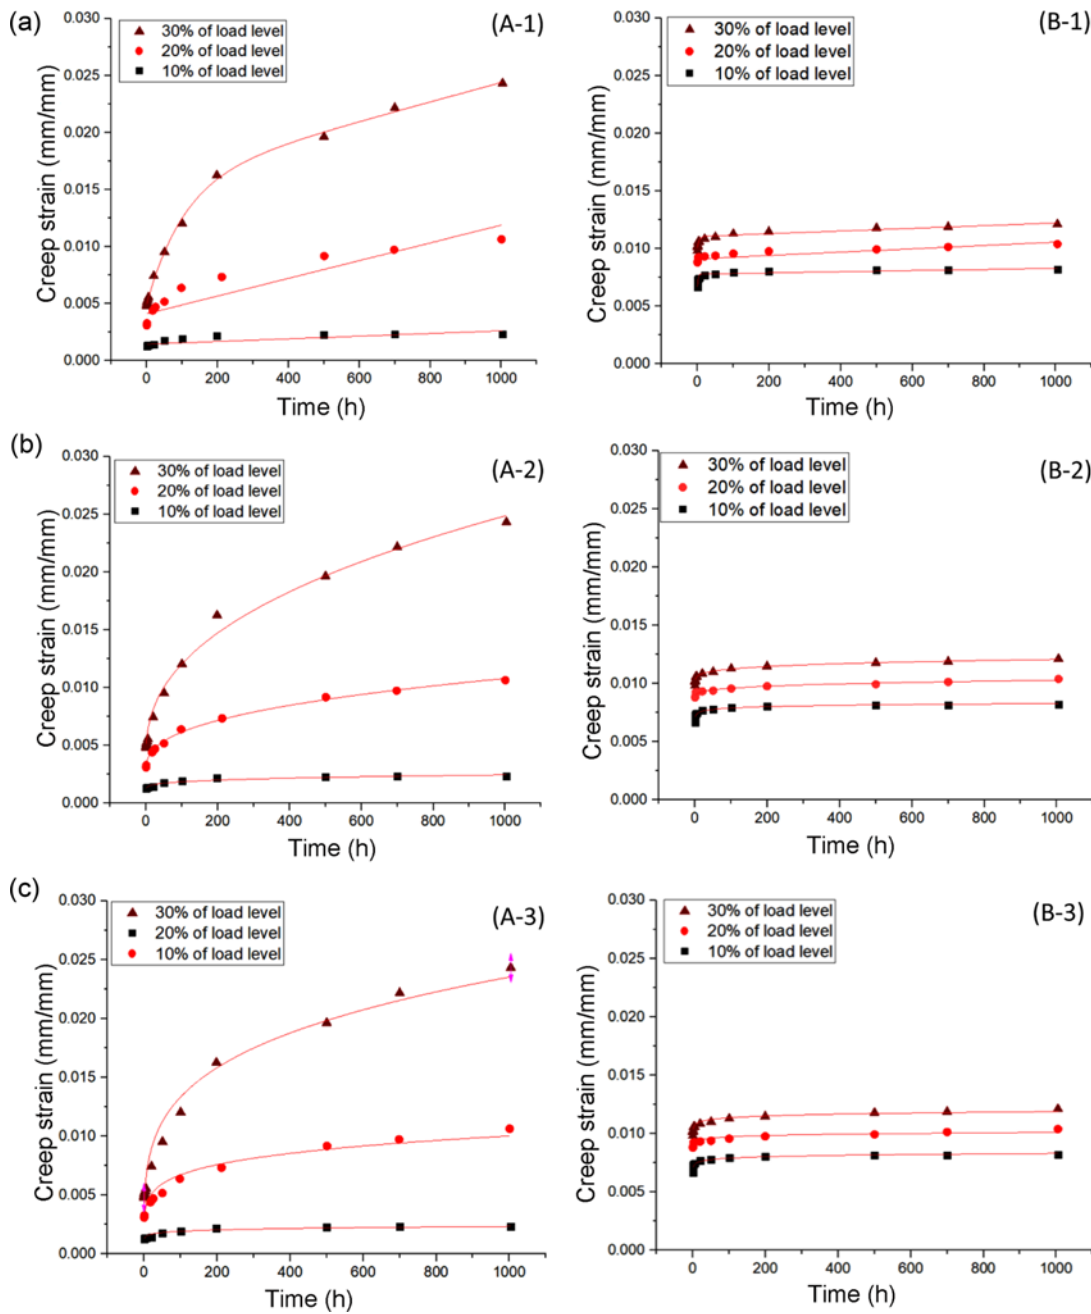 (a)
(A-1)
30% of load level
20% of load level
10% of load level
0.030
0.025
0.020
0.015
0.010
0.005
0.000
Creep strain (mm/mm)
0 200 400 600 800 1000
Time (h)
(B-1)
30% of load level
20% of load level
10% of load level
0.030
0.025
0.020
0.015
0.010
0.005
0.000
Creep strain (mm/mm)
0 200 400 600 800 1000
Time (h)
(b)
(A-2)
30% of load level
20% of load level
10% of load level
0.030
0.025
0.020
0.015
0.010
0.005
0.000
Creep strain (mm/mm)
0 200 400 600 800 1000
Time (h)
(B-2)
30% of load level
20% of load level
10% of load level
0.030
0.025
0.020
0.015
0.010
0.005
0.000
Creep strain (mm/mm)
0 200 400 600 800 1000
Time (h)
(c)
(A-3)
30% of load level
20% of load level
10% of load level
0.030
0.025
0.020
0.015
0.010
0.005
0.000
Creep strain (mm/mm)
0 200 400 600 800 1000
Time (h)
(B-3)
30% of load level
20% of load level
10% of load level
0.030
0.025
0.020
0.015
0.010
0.005
0.000
Creep strain (mm/mm)
0 200 400 600 800 1000
Time (h)